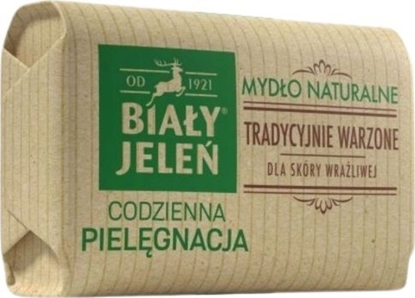 OD 1921
BIAŁY®
JELEŃ
CODZIENNA
PIELĘGNACJA
MYDŁO NATURALNE
TRADYCYJNIE WARZONE
DLA SKÓRY WRAŻLIWEJ